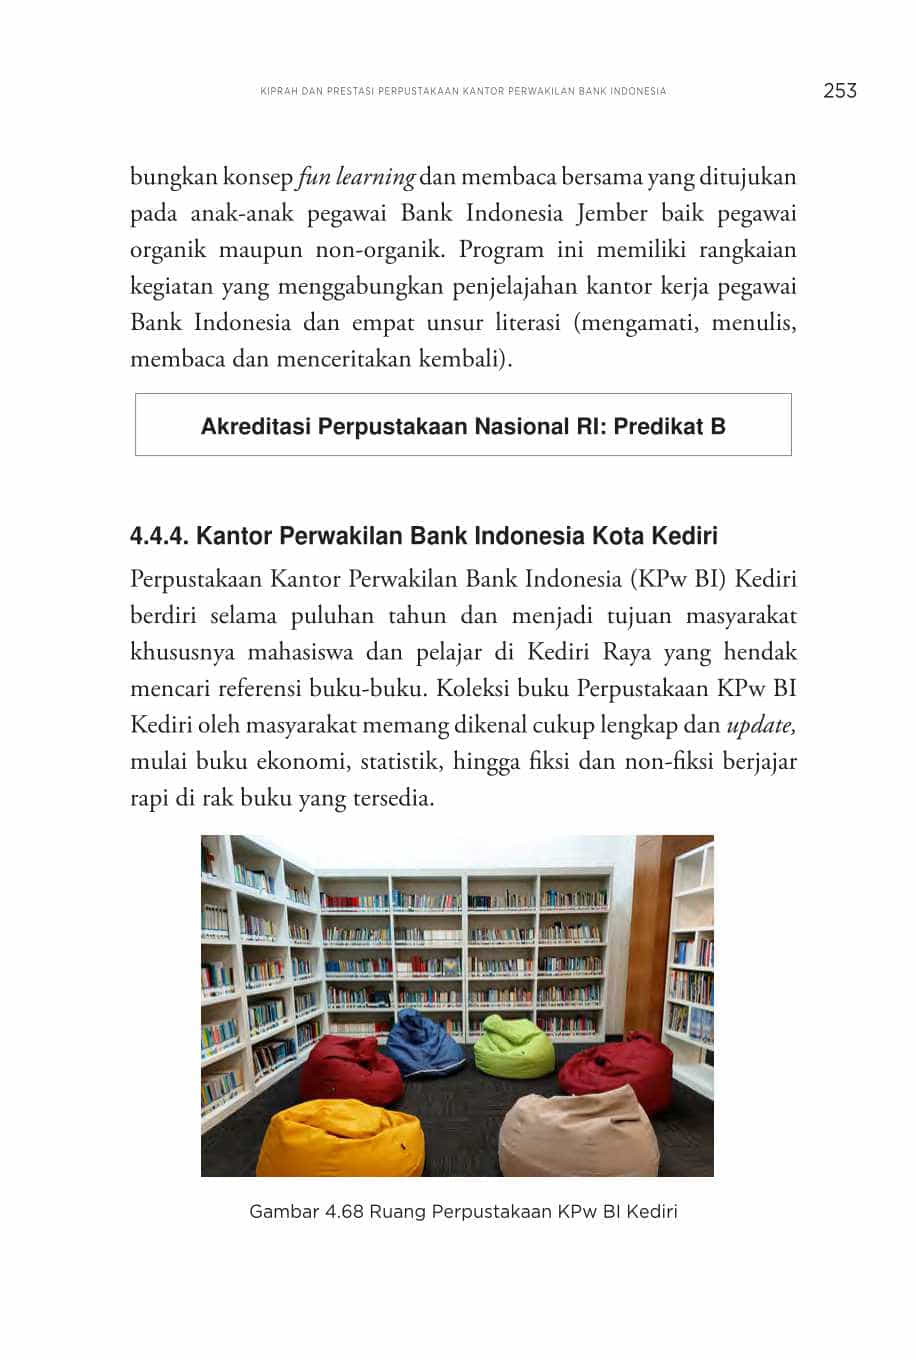 KIPRAH DAN PRESTASI PERPUSTAKAAN KANTOR PERWAKILAN BANK INDONESIA 253
bungkan konsep fun learning dan membaca bersama yang ditujukan
pada anak-anak pegawai Bank Indonesia Jember baik pegawai
organik maupun non-organik. Program ini memiliki rangkaian
kegiatan yang menggabungkan penjelajahan kantor kerja pegawai
Bank Indonesia dan empat unsur literasi (mengamati, menulis,
membaca dan menceritakan kembali).
Akreditasi Perpustakaan Nasional RI: Predikat B
4.4.4. Kantor Perwakilan Bank Indonesia Kota Kediri
Perpustakaan Kantor Perwakilan Bank Indonesia (KPw BI) Kediri
berdiri selama puluhan tahun dan menjadi tujuan masyarakat
khususnya mahasiswa dan pelajar di Kediri Raya yang hendak
mencari referensi buku-buku. Koleksi buku Perpustakaan KPw BI
Kediri oleh masyarakat memang dikenal cukup lengkap dan update,
mulai buku ekonomi, statistik, hingga fiksi dan non-fiksi berjajar
rapi di rak buku yang tersedia.
Gambar 4.68 Ruang Perpustakaan KPw BI Kediri